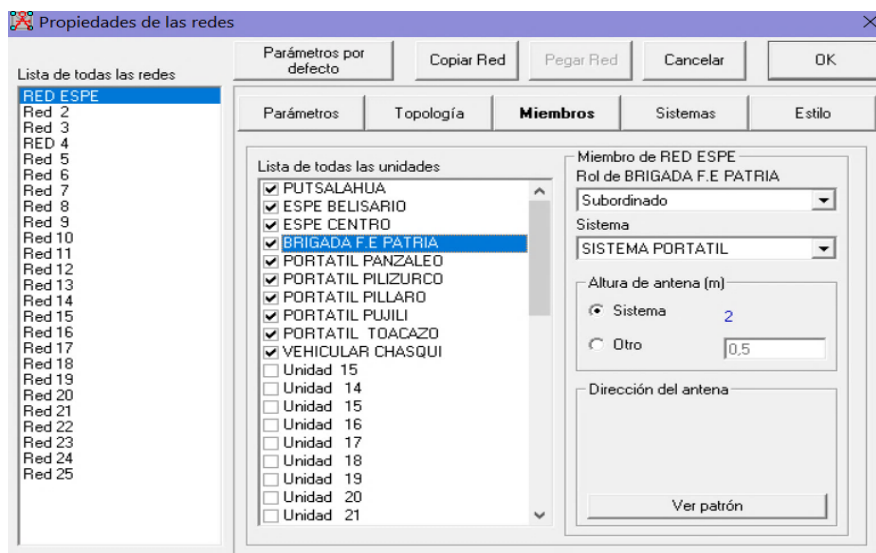 Propiedades de las redes
Lista de todas las redes
RED ESPE
Red 2
Red 3
RED 4
Red 5
Red 6
Red 7
Red 8
Red 9
Red 10
Red 11
Red 12
Red 13
Red 14
Red 15
Red 16
Red 17
Red 18
Red 19
Red 20
Red 21
Red 22
Red 23
Red 24
Red 25
Parámetros por
defecto
Copiar Red
Pegar Red
Cancelar
OK
Parámetros
Topología
Miembros
Sistemas
Estilo
Lista de todas las unidades
PUTSALAHUA
ESPE BELISARIO
ESPE CENTRO
BRIGADA F.E PATRIA
PORTATIL PANZALEO
PORTATIL PILIZURCO
PORTATIL PILLARO
PORTATIL PUJILI
PORTATIL TOACAZO
VEHICULAR CHASQUI
Unidad 15
Unidad 14
Unidad 15
Unidad 16
Unidad 17
Unidad 18
Unidad 19
Unidad 20
Unidad 21
Miembro de RED ESPE
Rol de BRIGADA F.E PATRIA
Subordinado
Sistema
SISTEMA PORTATIL
Altura de antena (m)
Sistema 2
Otro 0,5
Dirección del antena
Ver patrón